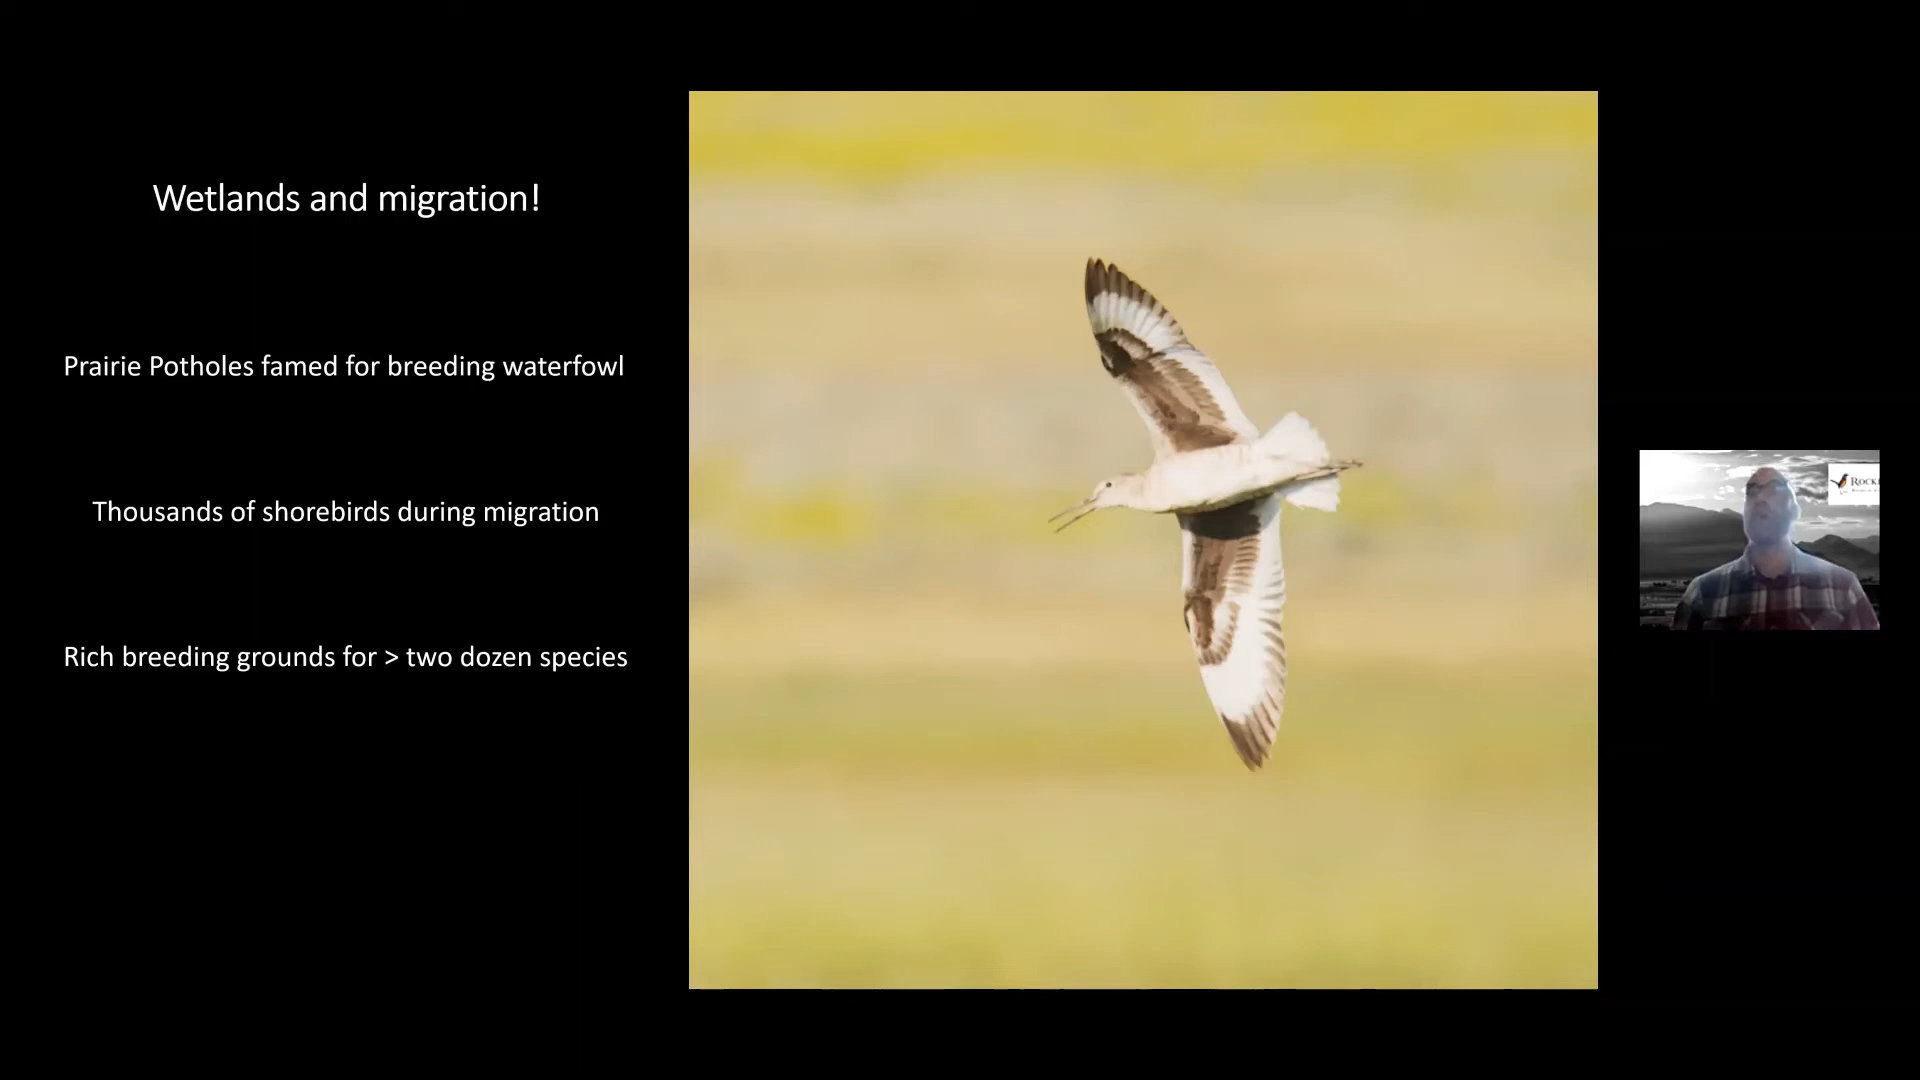 Wetlands and migration!
Prairie Potholes famed for breeding waterfowl
Thousands of shorebirds during migration
Rich breeding grounds for > two dozen species